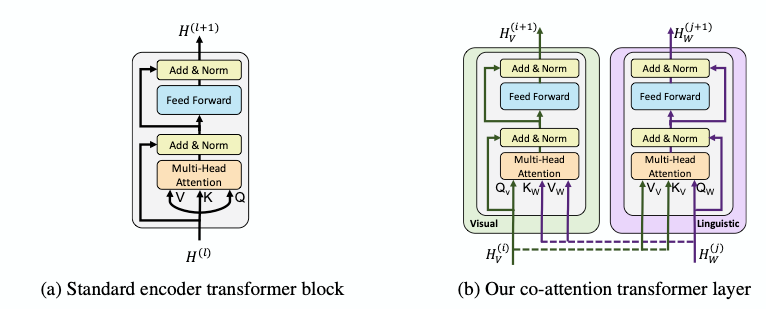 H^(l+1)
Add & Norm
Feed Forward
Add & Norm
Multi-Head
Attention
V K Q
H^(l)
(a) Standard encoder transformer block
H_V^(i+1)
Add & Norm
Feed Forward
Add & Norm
Multi-Head
Attention
Q_V K_W V_W
Visual
H_V^(i)
H_W^(j+1)
Add & Norm
Feed Forward
Add & Norm
Multi-Head
Attention
V_V K_V Q_W
Linguistic
H_W^(j)
(b) Our co-attention transformer layer